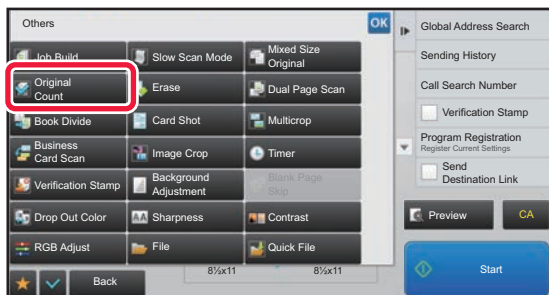 Others
OK
Job Build
Slow Scan Mode
Mixed Size
Original
Original
Count
Erase
Dual Page Scan
Book Divide
Card Shot
Multicrop
Business
Card Scan
Image Crop
Timer
Verification Stamp
Background
Adjustment
Blank Page
Skip
Drop Out Color
AA Sharpness
Contrast
RGB Adjust
File
Quick File
Back
8½x11
8½x11
Global Address Search
Sending History
Call Search Number
Verification Stamp
Program Registration
Register Current Settings
Send
Destination Link
Preview
CA
Start